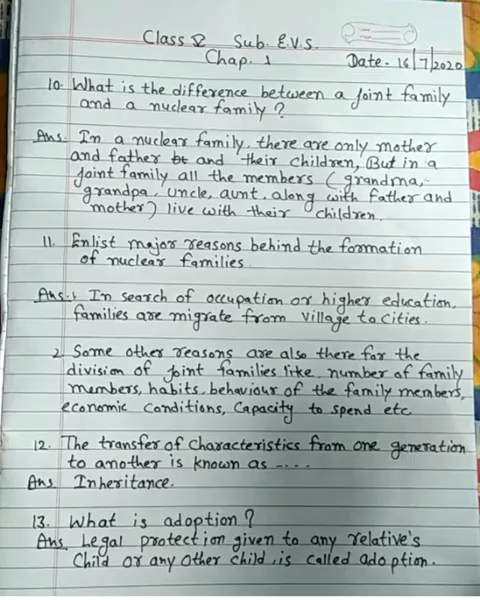 Class V Sub. E.V.S.
Chap. 1 Date- 16/7/2020
10. What is the difference between a Joint family
and a nuclear family?
Ans. In a nuclear family, there are only mother
and father and their children, But in a
Joint family all the members (grandma,
grandpa, uncle, aunt, along with father and
mother) live with their children.
11. Enlist major reasons behind the formation
of nuclear families.
Ans.1 In search of occupation or higher education,
families are migrate from Village to Cities.
2. Some other reasons are also there for the
division of Joint families like number of family
members, habits, behaviour of the family members,
economic conditions, Capacity to spend etc.
12. The transfer of Characteristics from one generation
to another is known as -....
Ans Inheritance.
13. What is adoption?
Ans. Legal protection given to any relative's
Child or any other child, is called adoption.